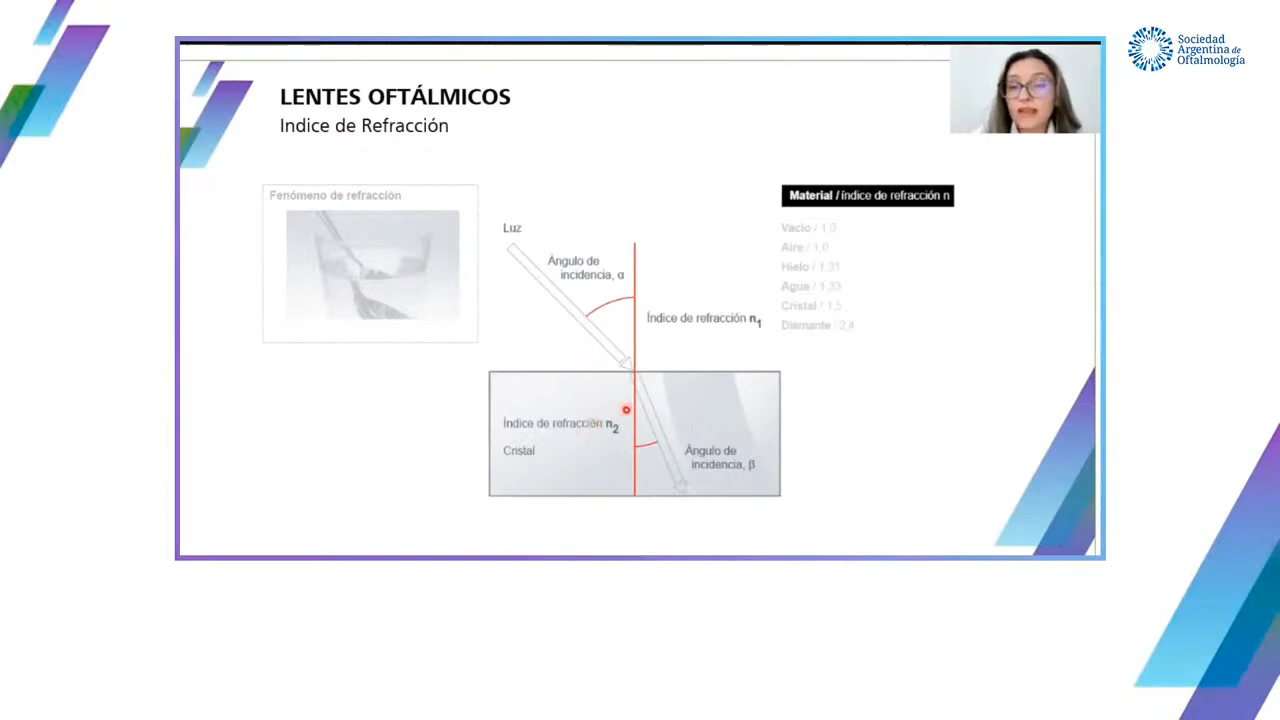 Sociedad
Argentina de
Oftalmología
LENTES OFTÁLMICOS
Indice de Refracción
Fenómeno de refracción
Luz
Ángulo de
incidencia, α
Índice de refracción n1
Índice de refracción n2
Cristal
Ángulo de
incidencia, β
Material / índice de refracción n
Vacío / 1,0
Aire / 1,0
Hielo / 1,31
Agua / 1,33
Cristal / 1,5
Diamante / 2,4